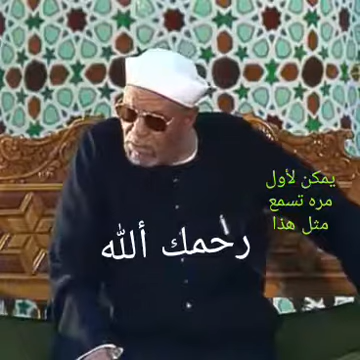 يمكن لأول
مره تسمع
مثل هذا
رحمك ألله